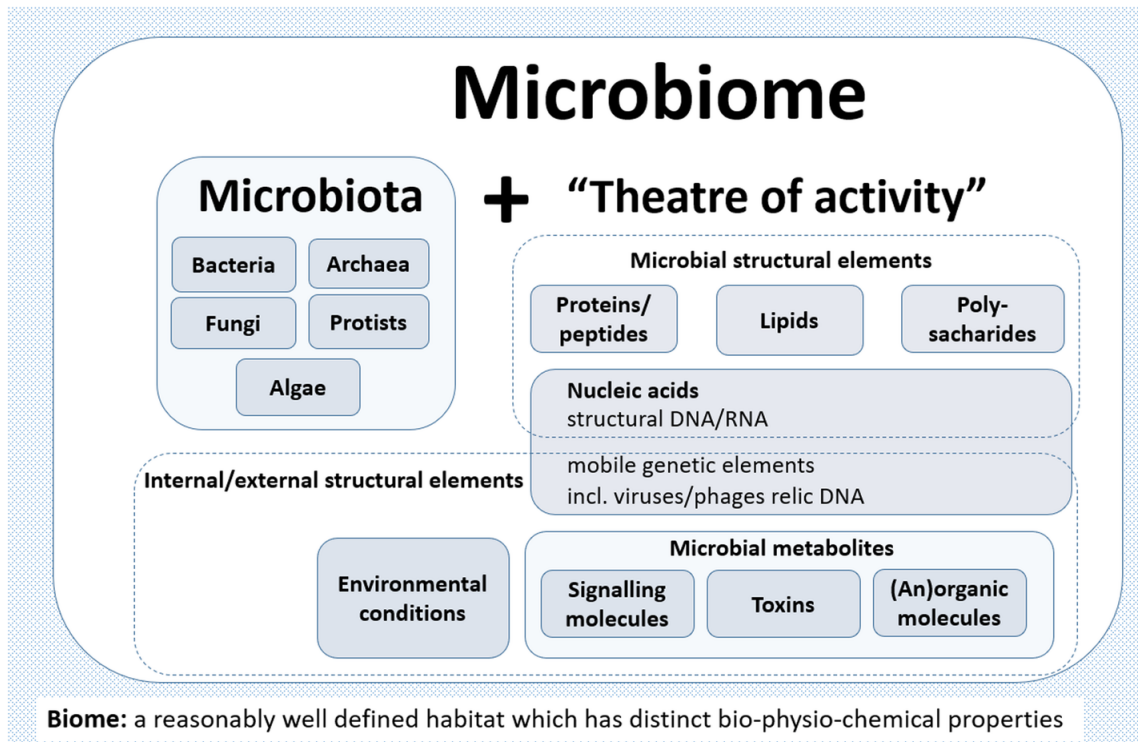 Microbiome
Microbiota
+
“Theatre of activity”
Bacteria
Archaea
Fungi
Protists
Algae
Microbial structural elements
Proteins/
peptides
Lipids
Poly-
sacharides
Nucleic acids
structural DNA/RNA
mobile genetic elements
incl. viruses/phages relic DNA
Internal/external structural elements
Environmental
conditions
Microbial metabolites
Signalling
molecules
Toxins
(An)organic
molecules
Biome: a reasonably well defined habitat which has distinct bio-physio-chemical properties